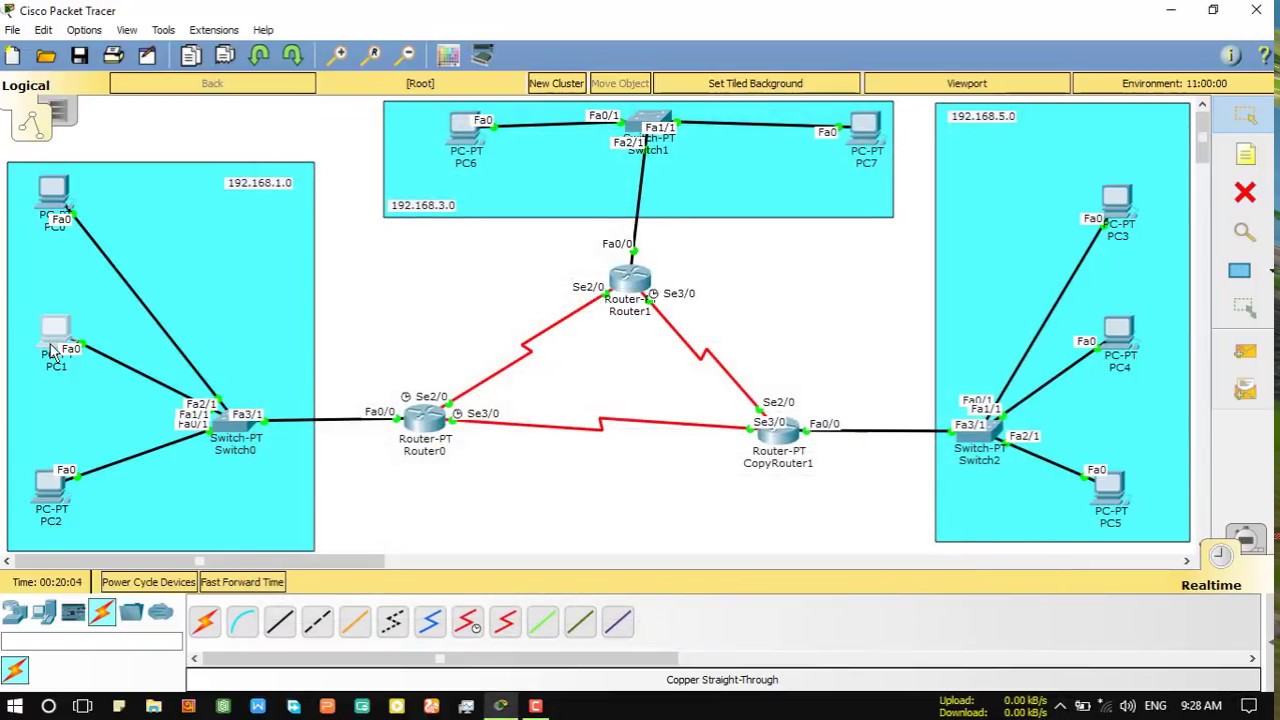 Cisco Packet Tracer
File Edit Options View Tools Extensions Help
Logical
Back
[Root]
New Cluster
Move Object
Set Tiled Background
Viewport
Environment: 11:00:00
192.168.1.0
Fa0
PC0
Fa0
PC1
Fa0
PC-PT
PC2
Fa2/1
Fa1/1
Fa0/1
Fa3/1
Switch-PT
Switch0
Fa0
PC-PT
PC6
Fa0/1
Fa1/1
Fa2/1
Switch-PT
Switch1
Fa0
PC-PT
PC7
192.168.3.0
Fa0/0
Se2/0
Se3/0
Router1
Fa0/0
Se2/0
Se3/0
Router-PT
Router0
Se2/0
Se3/0
Fa0/0
Router-PT
CopyRouter1
192.168.5.0
Fa0
PC-PT
PC3
Fa0
PC-PT
PC4
Fa0/1
Fa1/1
Fa3/1
Fa2/1
Switch-PT
Switch2
Fa0
PC-PT
PC5
Time: 00:20:04
Power Cycle Devices
Fast Forward Time
Realtime
Copper Straight-Through
Upload: 0.00 kB/s
Download: 0.00 kB/s
ENG
9:28 AM